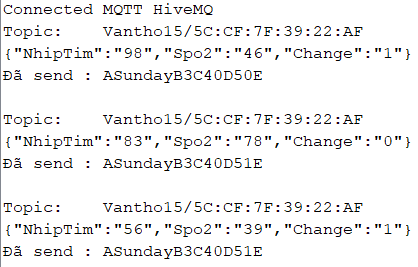 Connected MQTT HiveMQ
Topic:    Vantho15/5C:CF:7F:39:22:AF
{"NhipTim":"98","Spo2":"46","Change":"1"}
Đã send : ASundayB3C40D50E
Topic:    Vantho15/5C:CF:7F:39:22:AF
{"NhipTim":"83","Spo2":"78","Change":"0"}
Đã send : ASundayB3C40D51E
Topic:    Vantho15/5C:CF:7F:39:22:AF
{"NhipTim":"56","Spo2":"39","Change":"1"}
Đã send : ASundayB3C40D51E